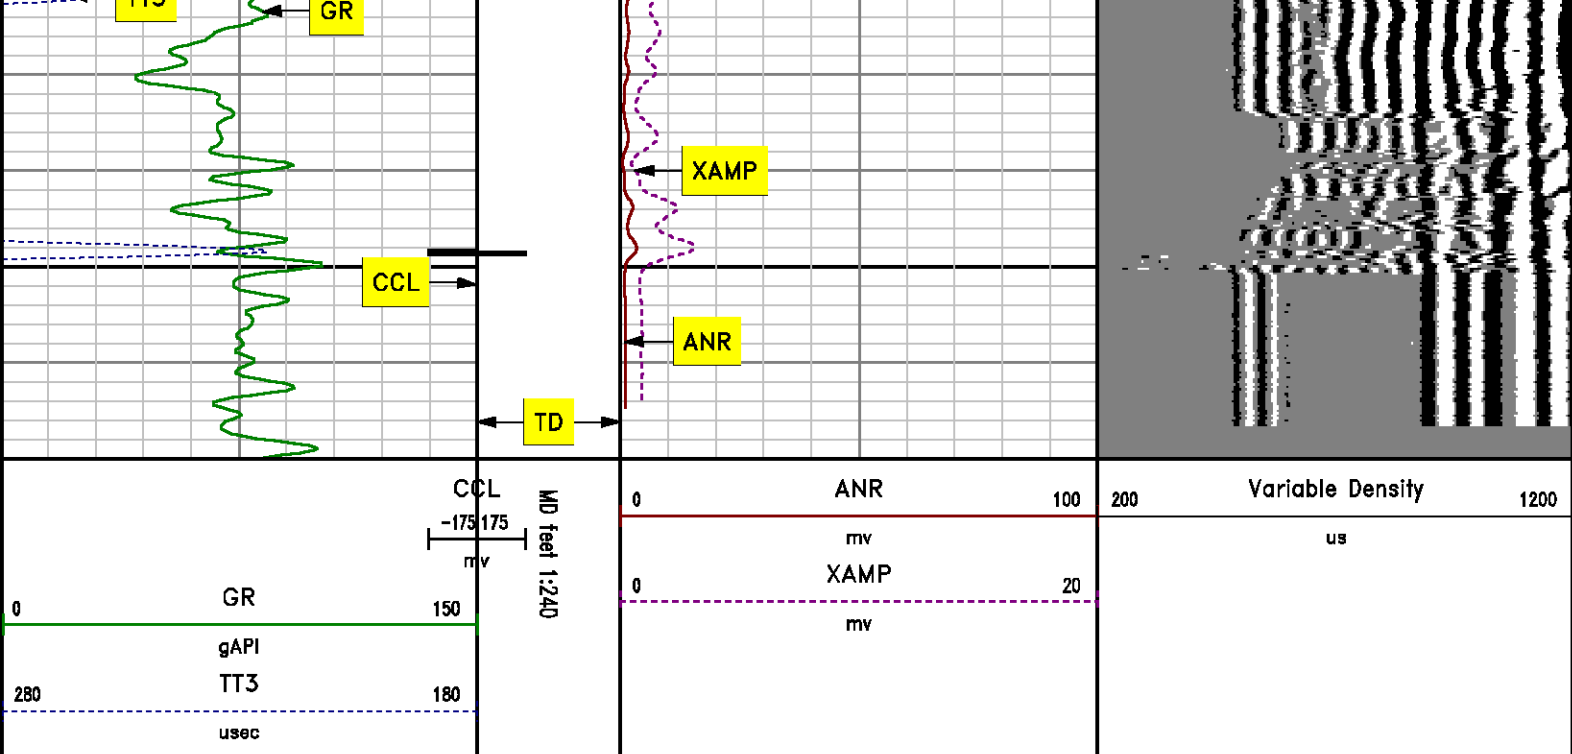 TT3
GR
XAMP
CCL
ANR
TD
CCL
-175 175
mv
MD feet 1:240
0 ANR 100
mv
0 XAMP 20
mv
200 Variable Density 1200
us
0 GR 150
gAPI
280 TT3 180
usec